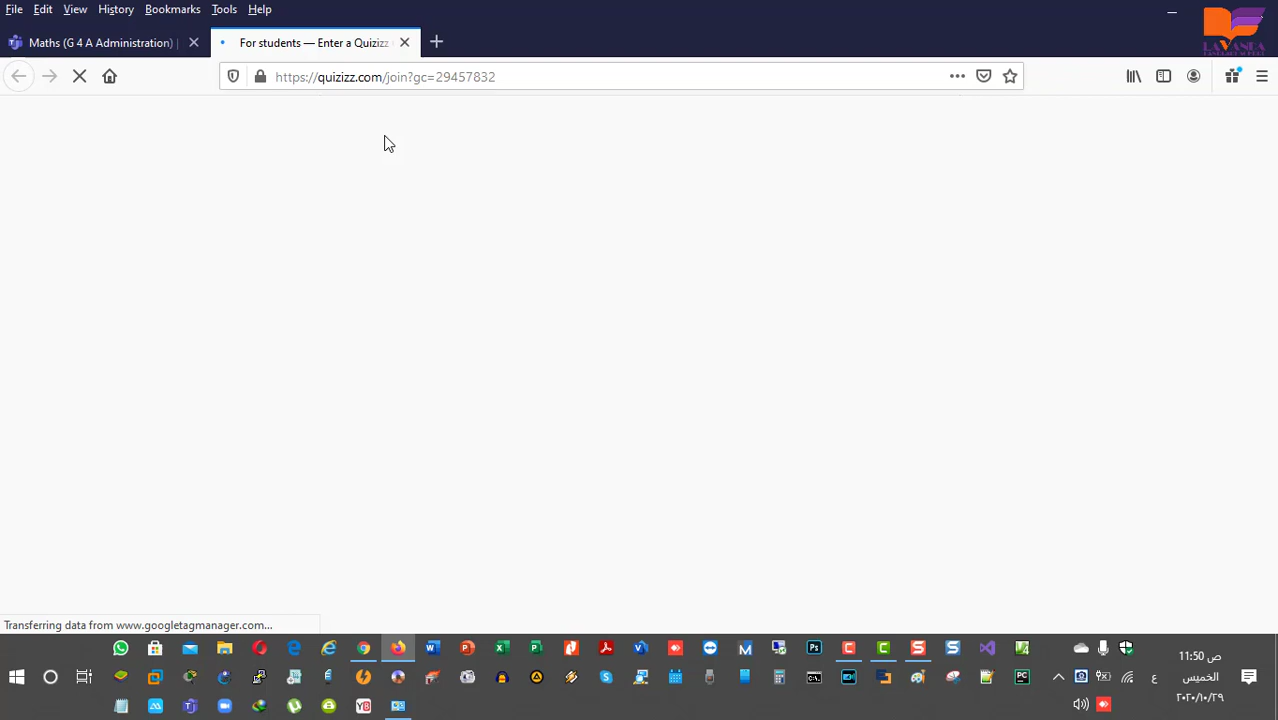 File Edit View History Bookmarks Tools Help
LAVANDA
Maths (G 4 A Administration) |
For students — Enter a Quizizz
https://quizizz.com/join?gc=29457832
Transferring data from www.googletagmanager.com...
11:50 ص
الخميس
٢٠٢٠/١٠/٢٩
ع